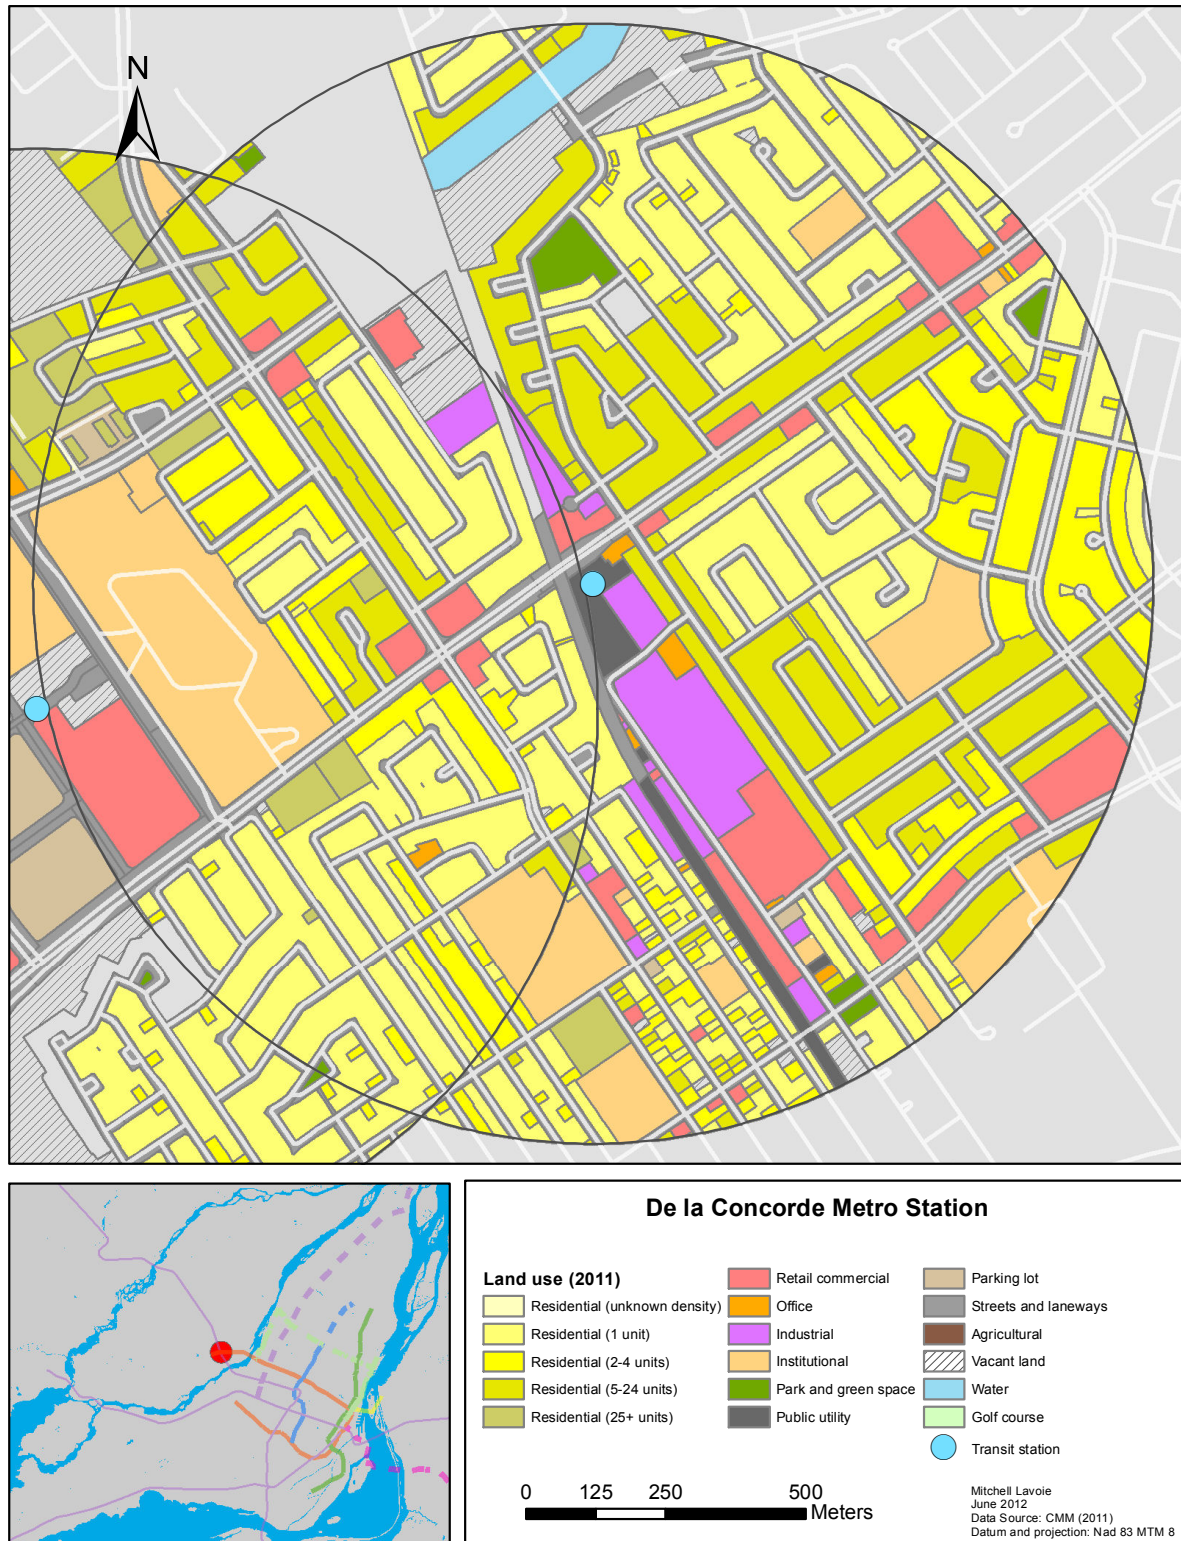 N
De la Concorde Metro Station
Land use (2011)
Residential (unknown density)
Residential (1 unit)
Residential (2-4 units)
Residential (5-24 units)
Residential (25+ units)
Retail commercial
Office
Industrial
Institutional
Park and green space
Public utility
Parking lot
Streets and laneways
Agricultural
Vacant land
Water
Golf course
Transit station
0 125 250 500
Meters
Mitchell Lavoie
June 2012
Data Source: CMM (2011)
Datum and projection: Nad 83 MTM 8